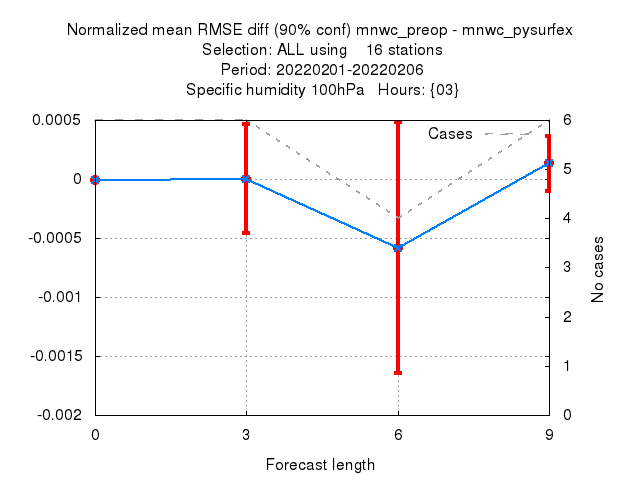 Normalized mean RMSE diff (90% conf) mnwc_preop - mnwc_pysurfex
Selection: ALL using    16 stations
Period: 20220201-20220206
Specific humidity 100hPa   Hours: {03}
Cases
0.0005
0
-0.0005
-0.001
-0.0015
-0.002
6
5
4
3
2
1
0
No cases
0 3 6 9
Forecast length